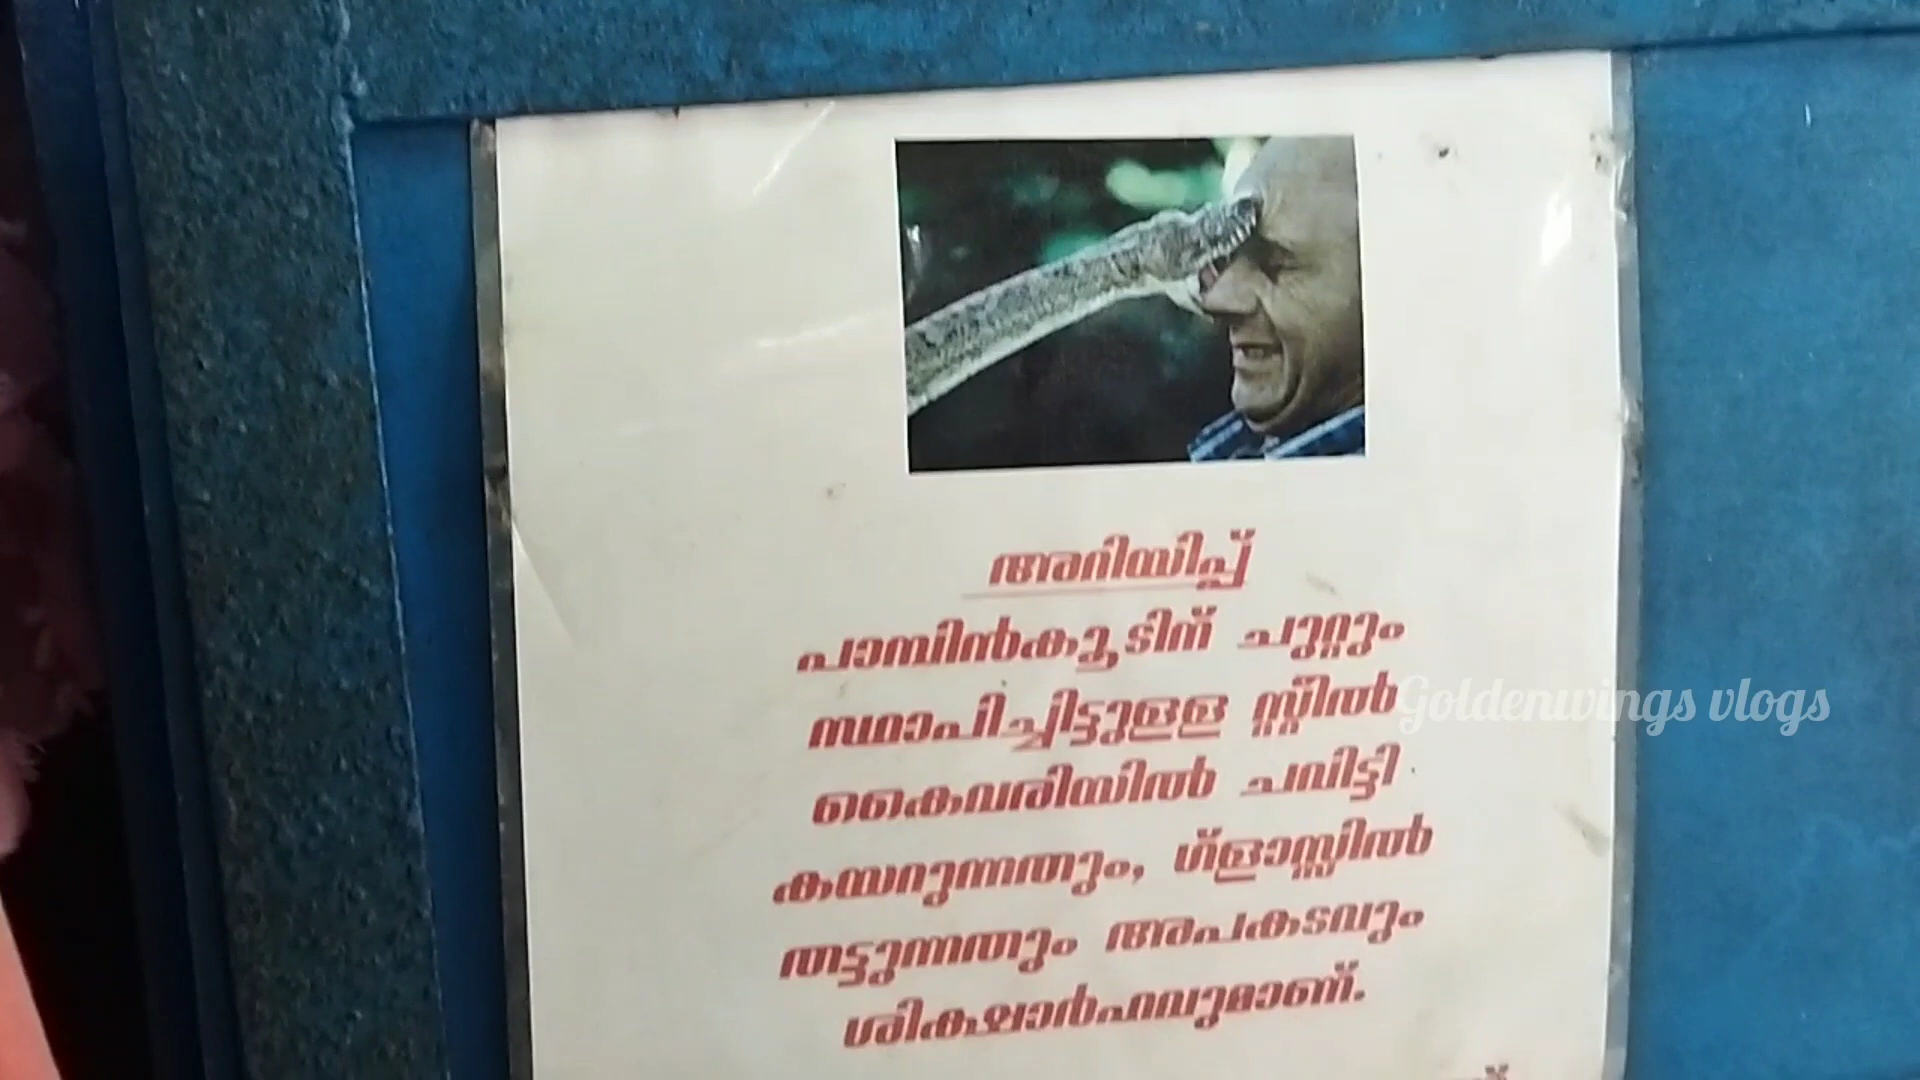 അറിയിപ്പ്
പാമ്പിൻകൂടിന് ചുറ്റും
സ്ഥാപിച്ചിട്ടുള്ള സ്റ്റീൽ
കൈവരിയിൽ ചവിട്ടി
കയറുന്നതും, ഗ്ളാസ്സിൽ
തട്ടുന്നതും അപകടവും
ശിക്ഷാർഹവുമാണ്.
Goldenwings vlogs